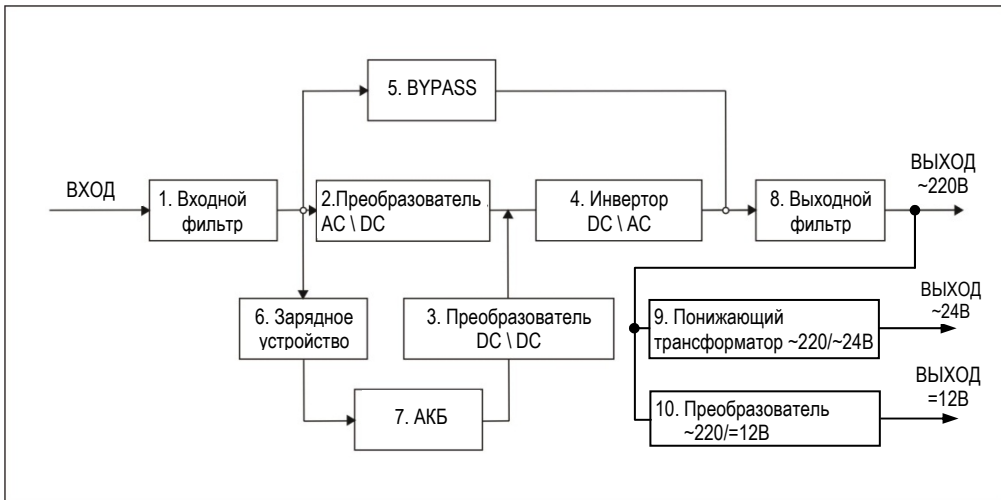 5. BYPASS
ВХОД
1. Входной
фильтр
2.Преобразователь .
AC \ DC
4. Инвертор
DC \ AC
8. Выходной
фильтр
ВЫХОД
~220В
6. Зарядное
устройство
3. Преобразователь
DC \ DC
9. Понижающий
трансформатор ~220/~24В
ВЫХОД
~24В
7. АКБ
10. Преобразователь
~220/=12В
ВЫХОД
=12В